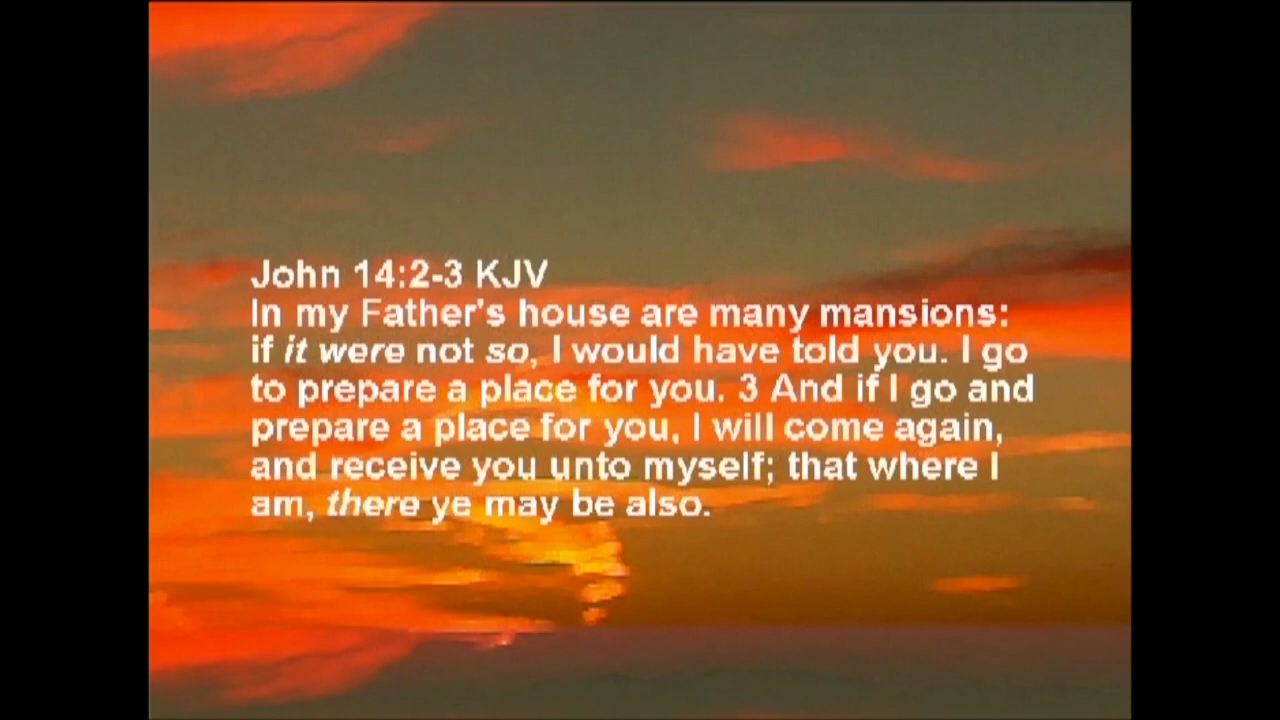 John 14:2-3 KJV
In my Father's house are many mansions:
if it were not so, I would have told you. I go
to prepare a place for you. 3 And if I go and
prepare a place for you, I will come again,
and receive you unto myself; that where I
am, there ye may be also.